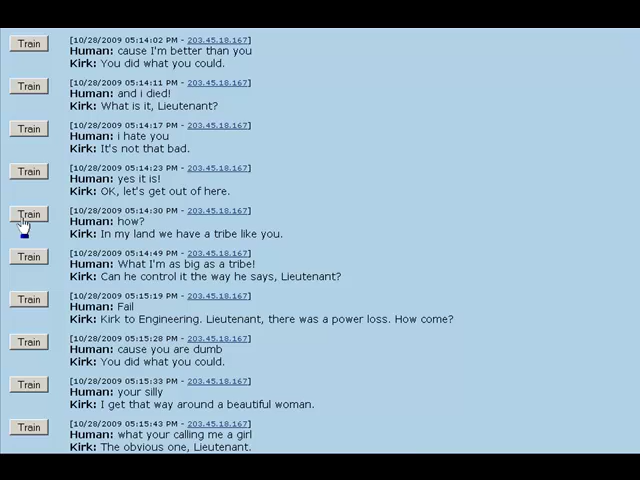 Train
[10/28/2009 05:14:02 PM - 203.45.18.167]
Human: cause I'm better than you
Kirk: You did what you could.
Train
[10/28/2009 05:14:11 PM - 203.45.18.167]
Human: and i died!
Kirk: What is it, Lieutenant?
Train
[10/28/2009 05:14:17 PM - 203.45.18.167]
Human: i hate you
Kirk: It's not that bad.
Train
[10/28/2009 05:14:23 PM - 203.45.18.167]
Human: yes it is!
Kirk: OK, let's get out of here.
Train
[10/28/2009 05:14:30 PM - 203.45.18.167]
Human: how?
Kirk: In my land we have a tribe like you.
Train
[10/28/2009 05:14:49 PM - 203.45.18.167]
Human: What I'm as big as a tribe!
Kirk: Can he control it the way he says, Lieutenant?
Train
[10/28/2009 05:15:19 PM - 203.45.18.167]
Human: Fail
Kirk: Kirk to Engineering. Lieutenant, there was a power loss. How come?
Train
[10/28/2009 05:15:28 PM - 203.45.18.167]
Human: cause you are dumb
Kirk: You did what you could.
Train
[10/28/2009 05:15:33 PM - 203.45.18.167]
Human: your silly
Kirk: I get that way around a beautiful woman.
Train
[10/28/2009 05:15:43 PM - 203.45.18.167]
Human: what your calling me a girl
Kirk: The obvious one, Lieutenant.